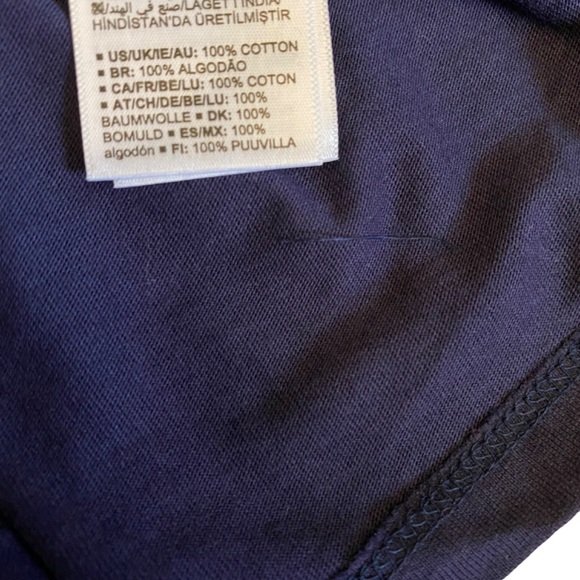 صنع في الهند/LAGET I INDIA/
HİNDİSTAN'DA ÜRETİLMİŞTİR
▪ US/UK/IE/AU: 100% COTTON
▪ BR: 100% ALGODÃO
▪ CA/FR/BE/LU: 100% COTON
▪ AT/CH/DE/BE/LU: 100%
BAUMWOLLE ▪ DK: 100%
BOMULD ▪ ES/MX: 100%
algodón ▪ FI: 100% PUUVILLA